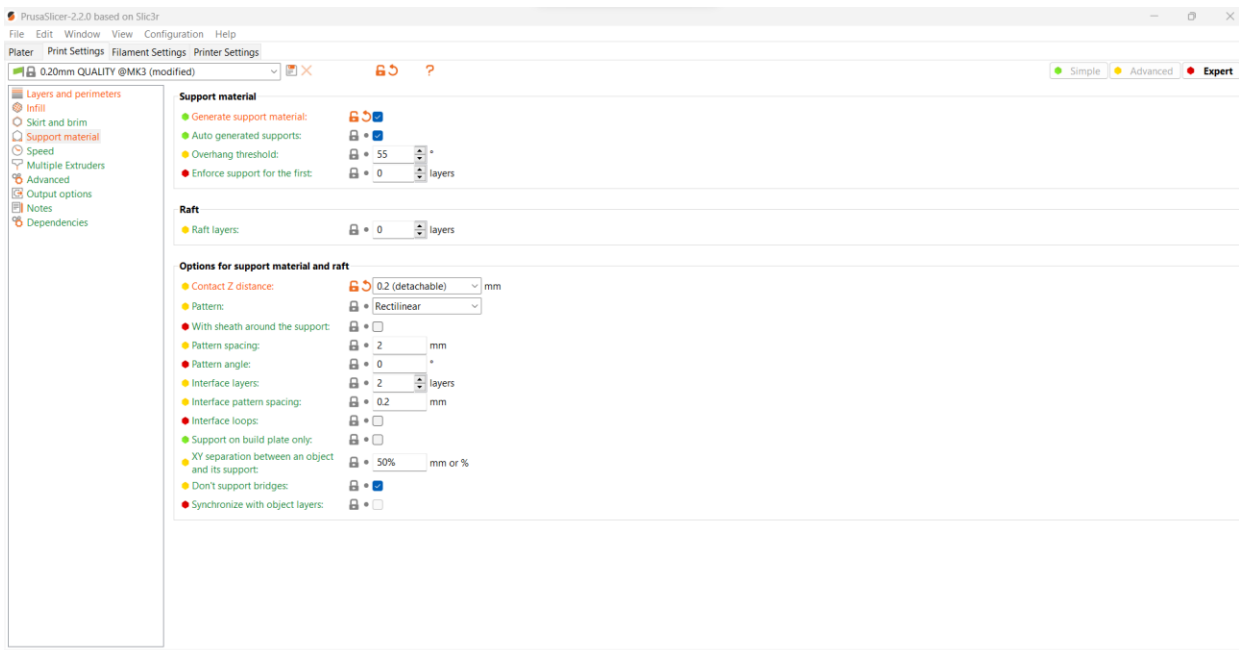 PrusaSlicer-2.2.0 based on Slic3r
File Edit Window View Configuration Help
Plater Print Settings Filament Settings Printer Settings
0.20mm QUALITY @MK3 (modified) ? Simple Advanced Expert
Layers and perimeters
Infill
Skirt and brim
Support material
Speed
Multiple Extruders
Advanced
Output options
Notes
Dependencies
Support material
Generate support material:
Auto generated supports:
Overhang threshold: 55 °
Enforce support for the first: 0 layers
Raft
Raft layers: 0 layers
Options for support material and raft
Contact Z distance: 0.2 (detachable) mm
Pattern: Rectilinear
With sheath around the support:
Pattern spacing: 2 mm
Pattern angle: 0 °
Interface layers: 2 layers
Interface pattern spacing: 0.2 mm
Interface loops:
Support on build plate only:
XY separation between an object
and its support: 50% mm or %
Don't support bridges:
Synchronize with object layers: